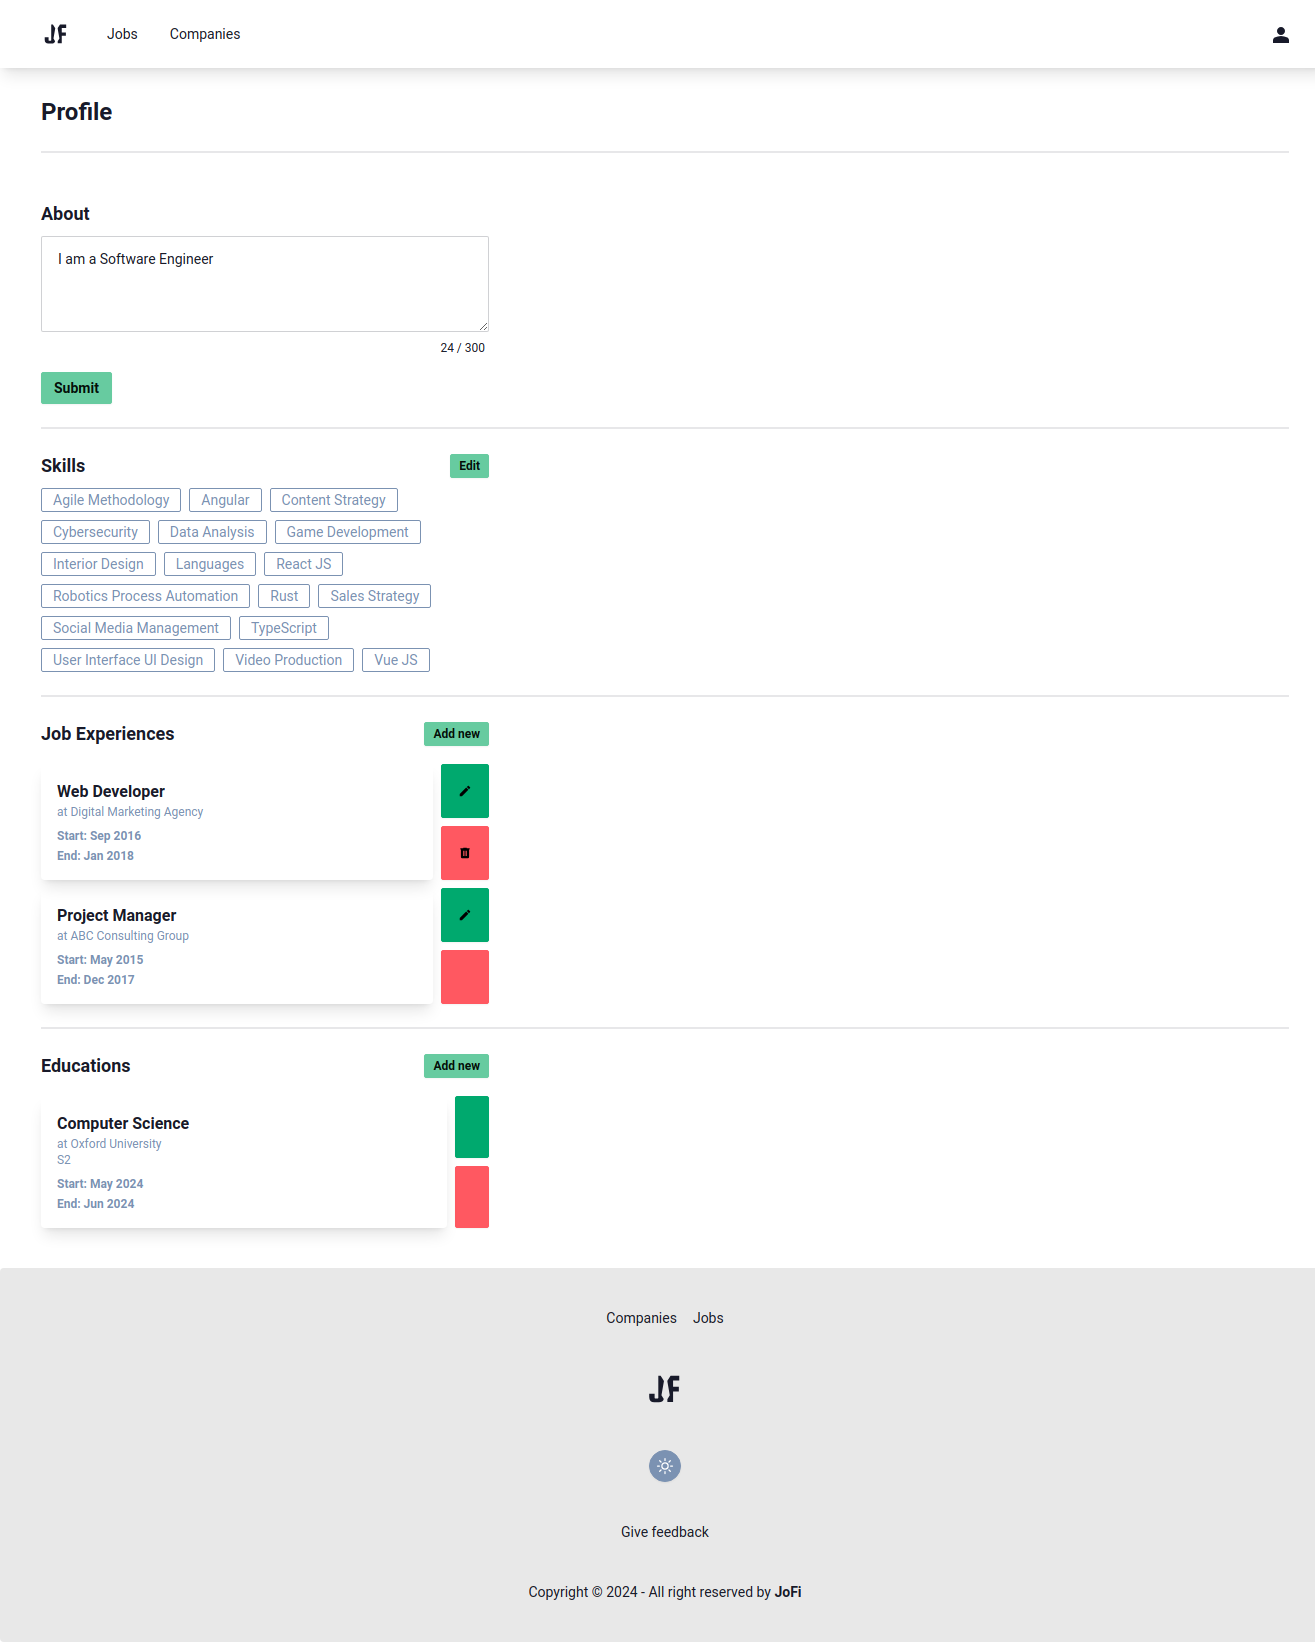 JF Jobs Companies
Profile
About
I am a Software Engineer
24 / 300
Submit
Skills Edit
Agile Methodology Angular Content Strategy
Cybersecurity Data Analysis Game Development
Interior Design Languages React JS
Robotics Process Automation Rust Sales Strategy
Social Media Management TypeScript
User Interface UI Design Video Production Vue JS
Job Experiences Add new
Web Developer
at Digital Marketing Agency
Start: Sep 2016
End: Jan 2018
Project Manager
at ABC Consulting Group
Start: May 2015
End: Dec 2017
Educations Add new
Computer Science
at Oxford University
S2
Start: May 2024
End: Jun 2024
Companies Jobs
JF
Give feedback
Copyright © 2024 - All right reserved by JoFi